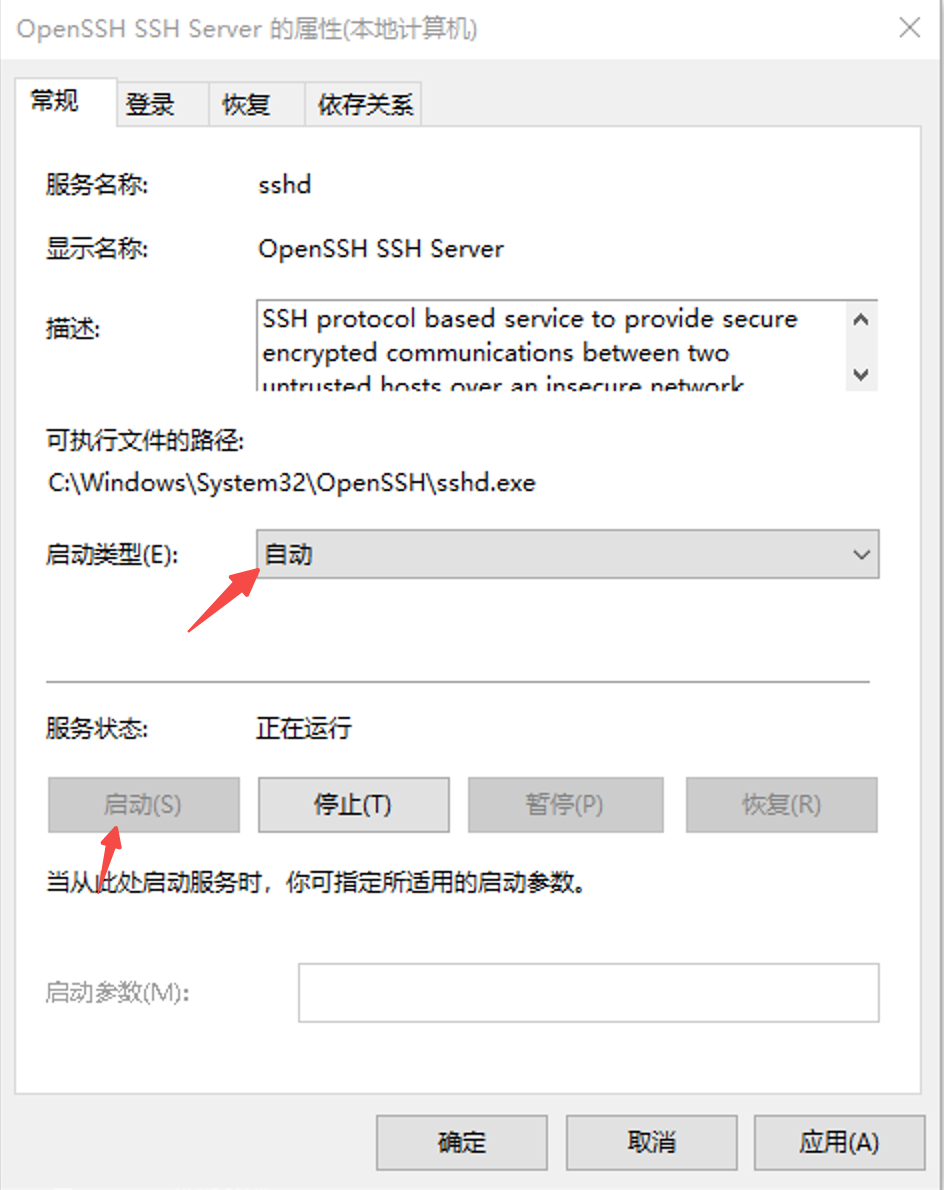 OpenSSH SSH Server 的属性(本地计算机)
常规 登录 恢复 依存关系
服务名称: sshd
显示名称: OpenSSH SSH Server
描述: SSH protocol based service to provide secure
encrypted communications between two
untrusted hosts over an insecure network
可执行文件的路径:
C:\Windows\System32\OpenSSH\sshd.exe
启动类型(E): 自动
服务状态: 正在运行
启动(S) 停止(T) 暂停(P) 恢复(R)
当从此处启动服务时，你可指定所适用的启动参数。
启动参数(M):
确定 取消 应用(A)